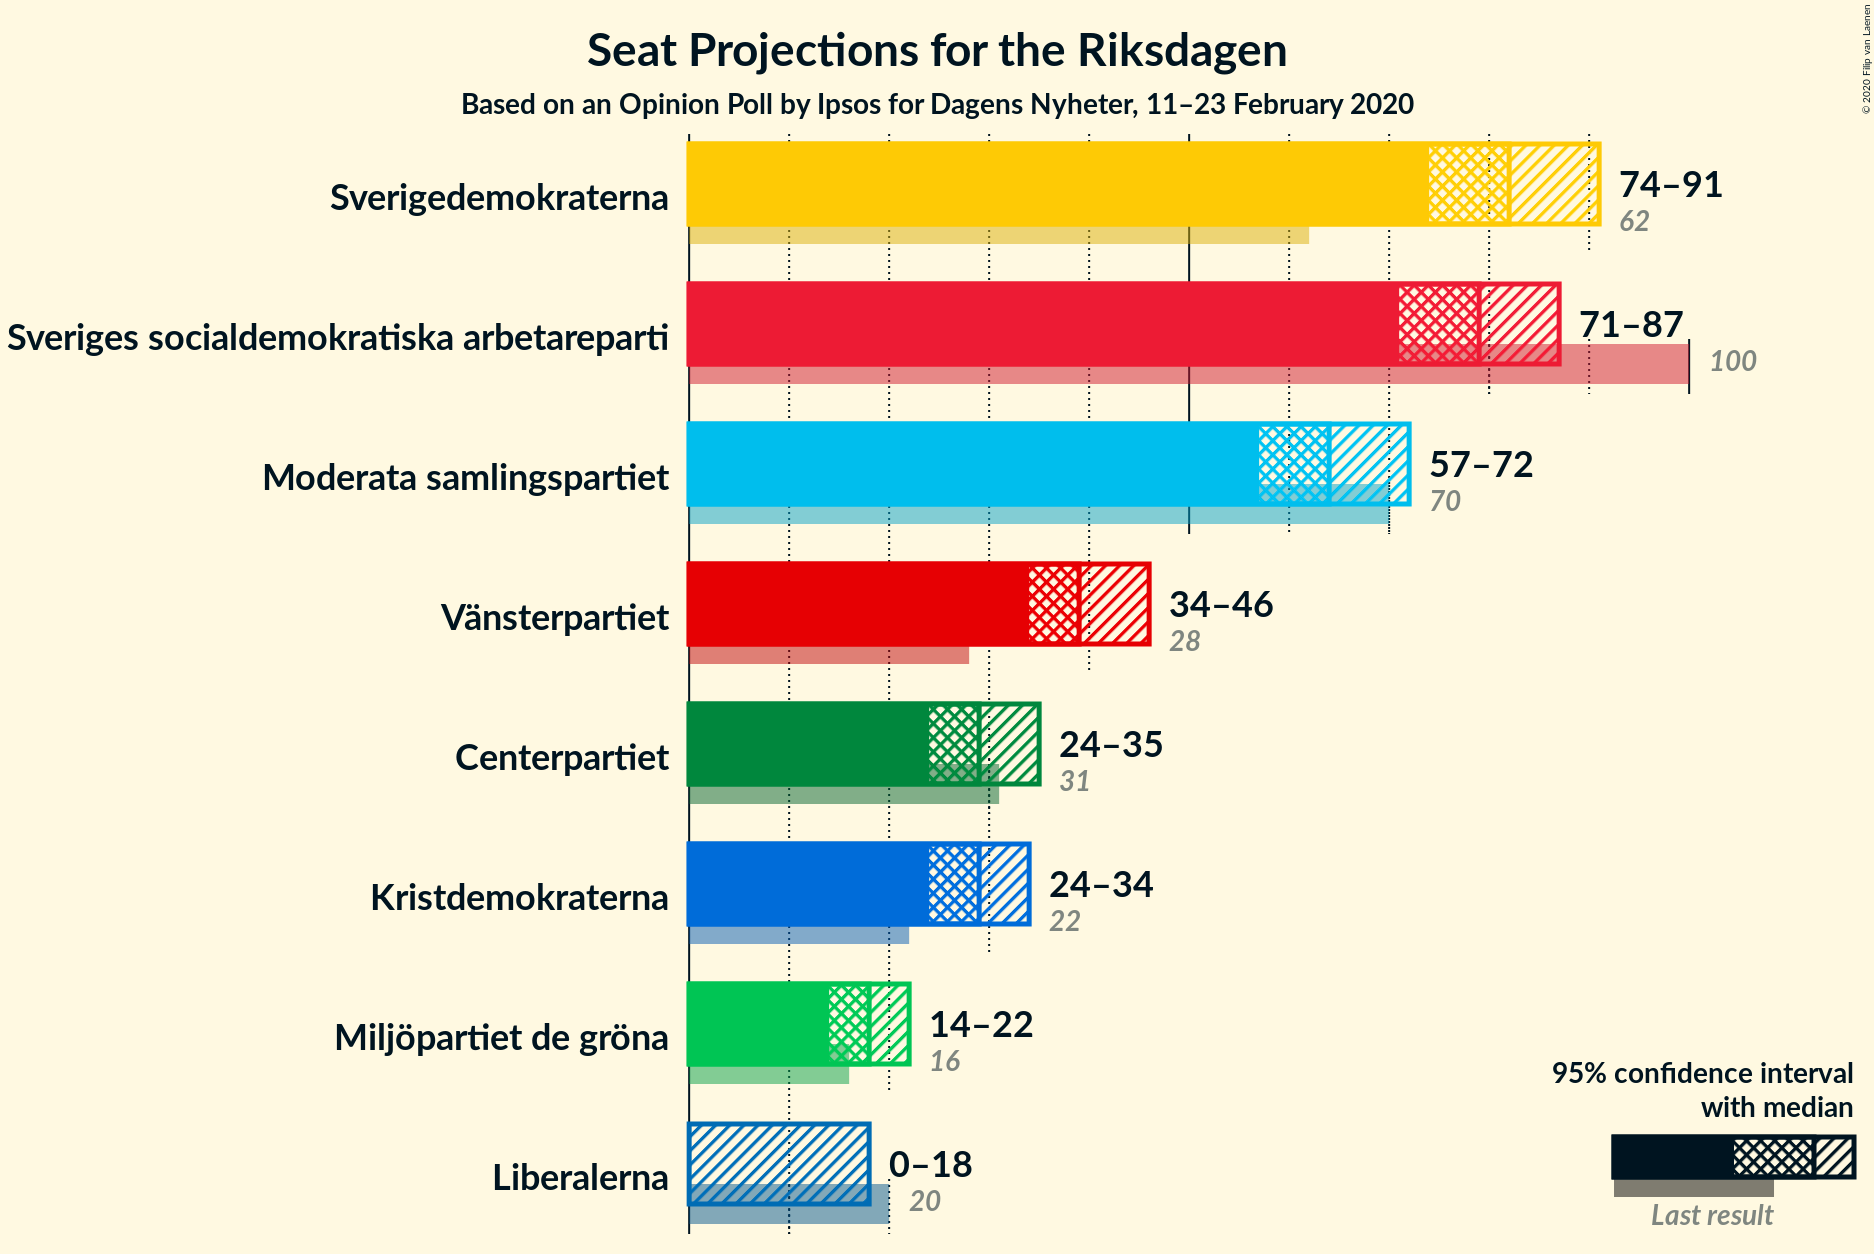 Seat Projections for the Riksdagen
Based on an Opinion Poll by Ipsos for Dagens Nyheter, 11–23 February 2020
© 2020 Filip van Laenen
Sverigedemokraterna
74–91
62
Sveriges socialdemokratiska arbetareparti
71–87
100
Moderata samlingspartiet
57–72
70
Vänsterpartiet
34–46
28
Centerpartiet
24–35
31
Kristdemokraterna
24–34
22
Miljöpartiet de gröna
14–22
16
Liberalerna
0–18
20
95% confidence interval
with median
Last result